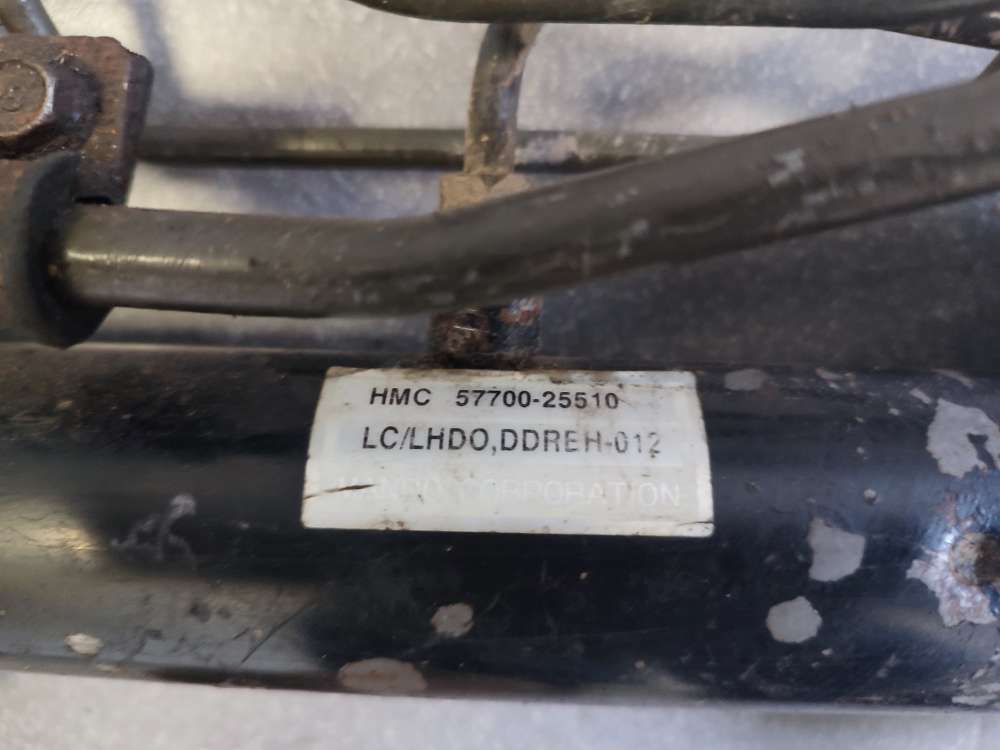 HMC 57700-25510
LC/LHDO,DDREH-012
CORPORATION